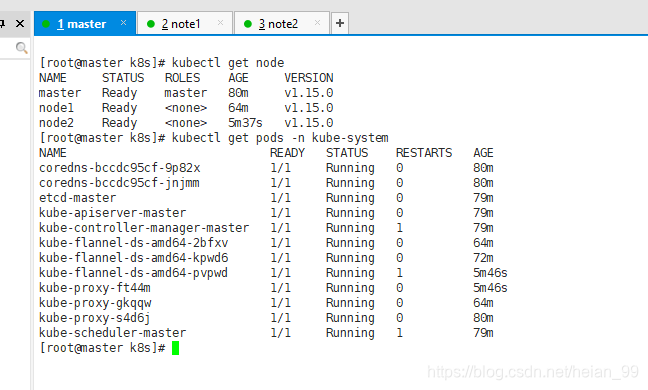 1 master × 2 note1 × 3 note2 × +
[root@master k8s]# kubectl get node
NAME STATUS ROLES AGE VERSION
master Ready master 80m v1.15.0
node1 Ready <none> 64m v1.15.0
node2 Ready <none> 5m37s v1.15.0
[root@master k8s]# kubectl get pods -n kube-system
NAME READY STATUS RESTARTS AGE
coredns-bccdc95cf-9p82x 1/1 Running 0 80m
coredns-bccdc95cf-jnjmm 1/1 Running 0 80m
etcd-master 1/1 Running 0 79m
kube-apiserver-master 1/1 Running 0 79m
kube-controller-manager-master 1/1 Running 1 79m
kube-flannel-ds-amd64-2bfxv 1/1 Running 0 64m
kube-flannel-ds-amd64-kpwd6 1/1 Running 0 72m
kube-flannel-ds-amd64-pvpwd 1/1 Running 1 5m46s
kube-proxy-ft44m 1/1 Running 0 5m46s
kube-proxy-gkqqw 1/1 Running 0 64m
kube-proxy-s4d6j 1/1 Running 0 80m
kube-scheduler-master 1/1 Running 1 79m
[root@master k8s]#
https://blog.csdn.net/heian_99